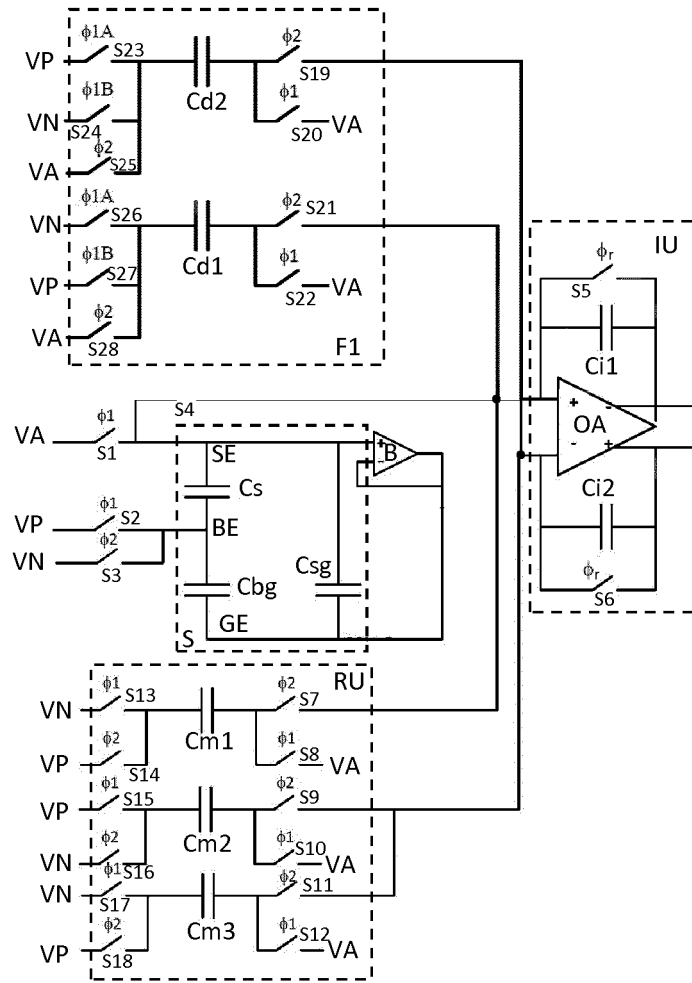 ϕ1A
VP S23 ϕ2
Cd2 S19
ϕ1B ϕ1
VN S24 S20 VA
ϕ2
VA S25
ϕ1A ϕ2
VN S26 S21
Cd1
ϕ1B ϕ1
VP S27 S22 VA
ϕ2
VA S28 F1
IU
ϕr
S5
Ci1
+ -
OA
- +
Ci2
ϕr
S6
ϕ1 S4
VA S1
SE + B
-
Cs
ϕ1
VP S2 BE
ϕ2
VN S3
Cbg Csg
GE
S
RU
ϕ1 ϕ2
VN S13 S7
Cm1
ϕ2 ϕ1
VP S14 S8 VA
ϕ1 ϕ2
VP S15 S9
Cm2
ϕ2 ϕ1
VN S16 S10 VA
ϕ1 ϕ2
VN S17 S11
Cm3
ϕ2 ϕ1
VP S18 S12 VA